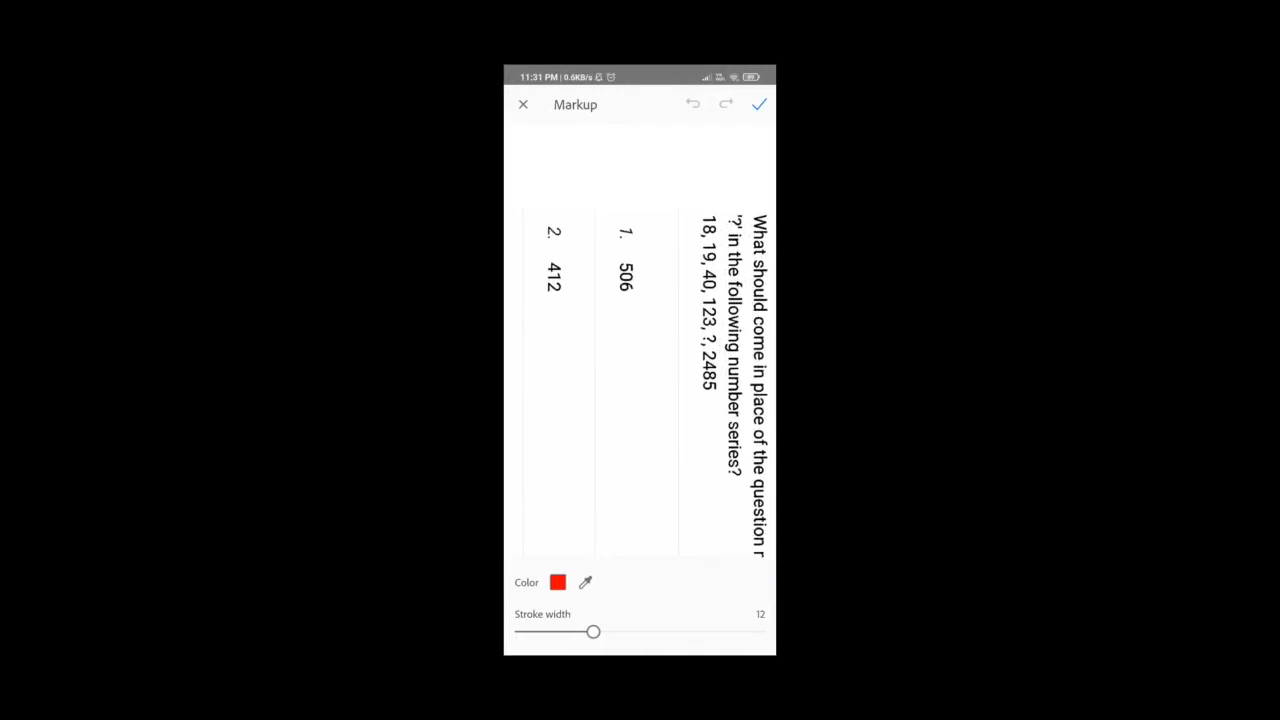 11:31 PM | 0.6KB/s
89
Markup
What should come in place of the question
'?' in the following number series?
18, 19, 40, 123, ?, 2485
1. 506
2. 412
Color
Stroke width 12